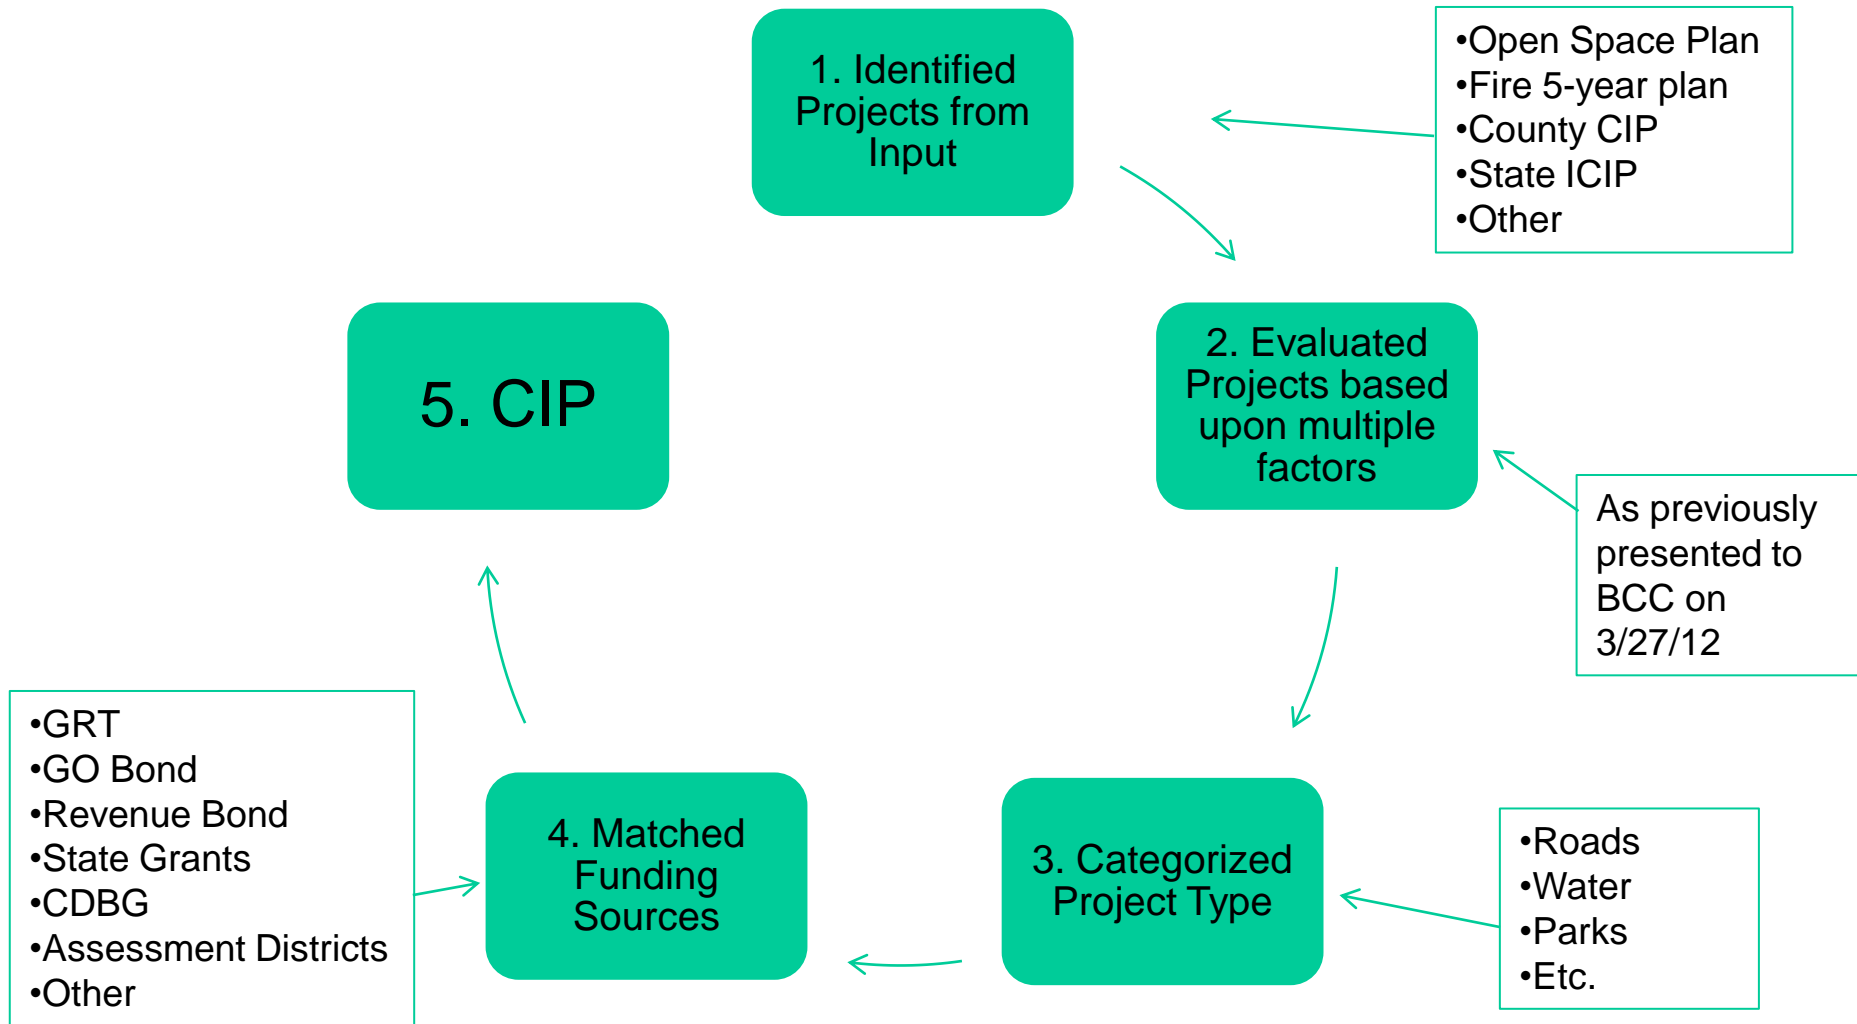 1. Identified
Projects from
Input
•Open Space Plan
•Fire 5-year plan
•County CIP
•State ICIP
•Other
2. Evaluated
Projects based
upon multiple
factors
As previously
presented to
BCC on
3/27/12
3. Categorized
Project Type
•Roads
•Water
•Parks
•Etc.
4. Matched
Funding
Sources
•GRT
•GO Bond
•Revenue Bond
•State Grants
•CDBG
•Assessment Districts
•Other
5. CIP